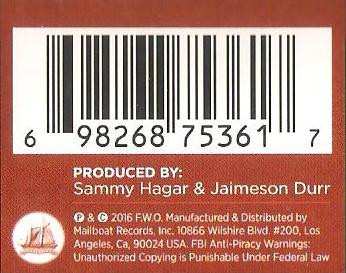 6 98268 75361 7
PRODUCED BY:
Sammy Hagar & Jaimeson Durr
℗ & © 2016 F.W.O. Manufactured & Distributed by
Mailboat Records, Inc. 10866 Wilshire Blvd. #200, Los
Angeles, Ca, 90024 USA. FBI Anti-Piracy Warnings:
Unauthorized Copying is Punishable Under Federal Law